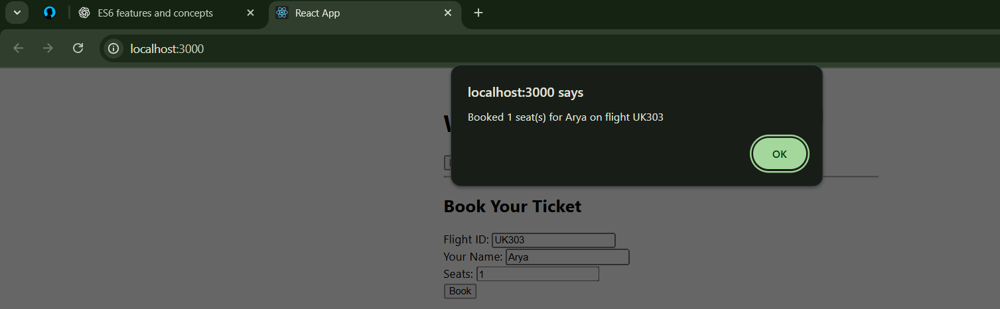 ES6 features and concepts
React App
localhost:3000
localhost:3000 says
Booked 1 seat(s) for Arya on flight UK303
OK
Book Your Ticket
Flight ID: UK303
Your Name: Arya
Seats: 1
Book